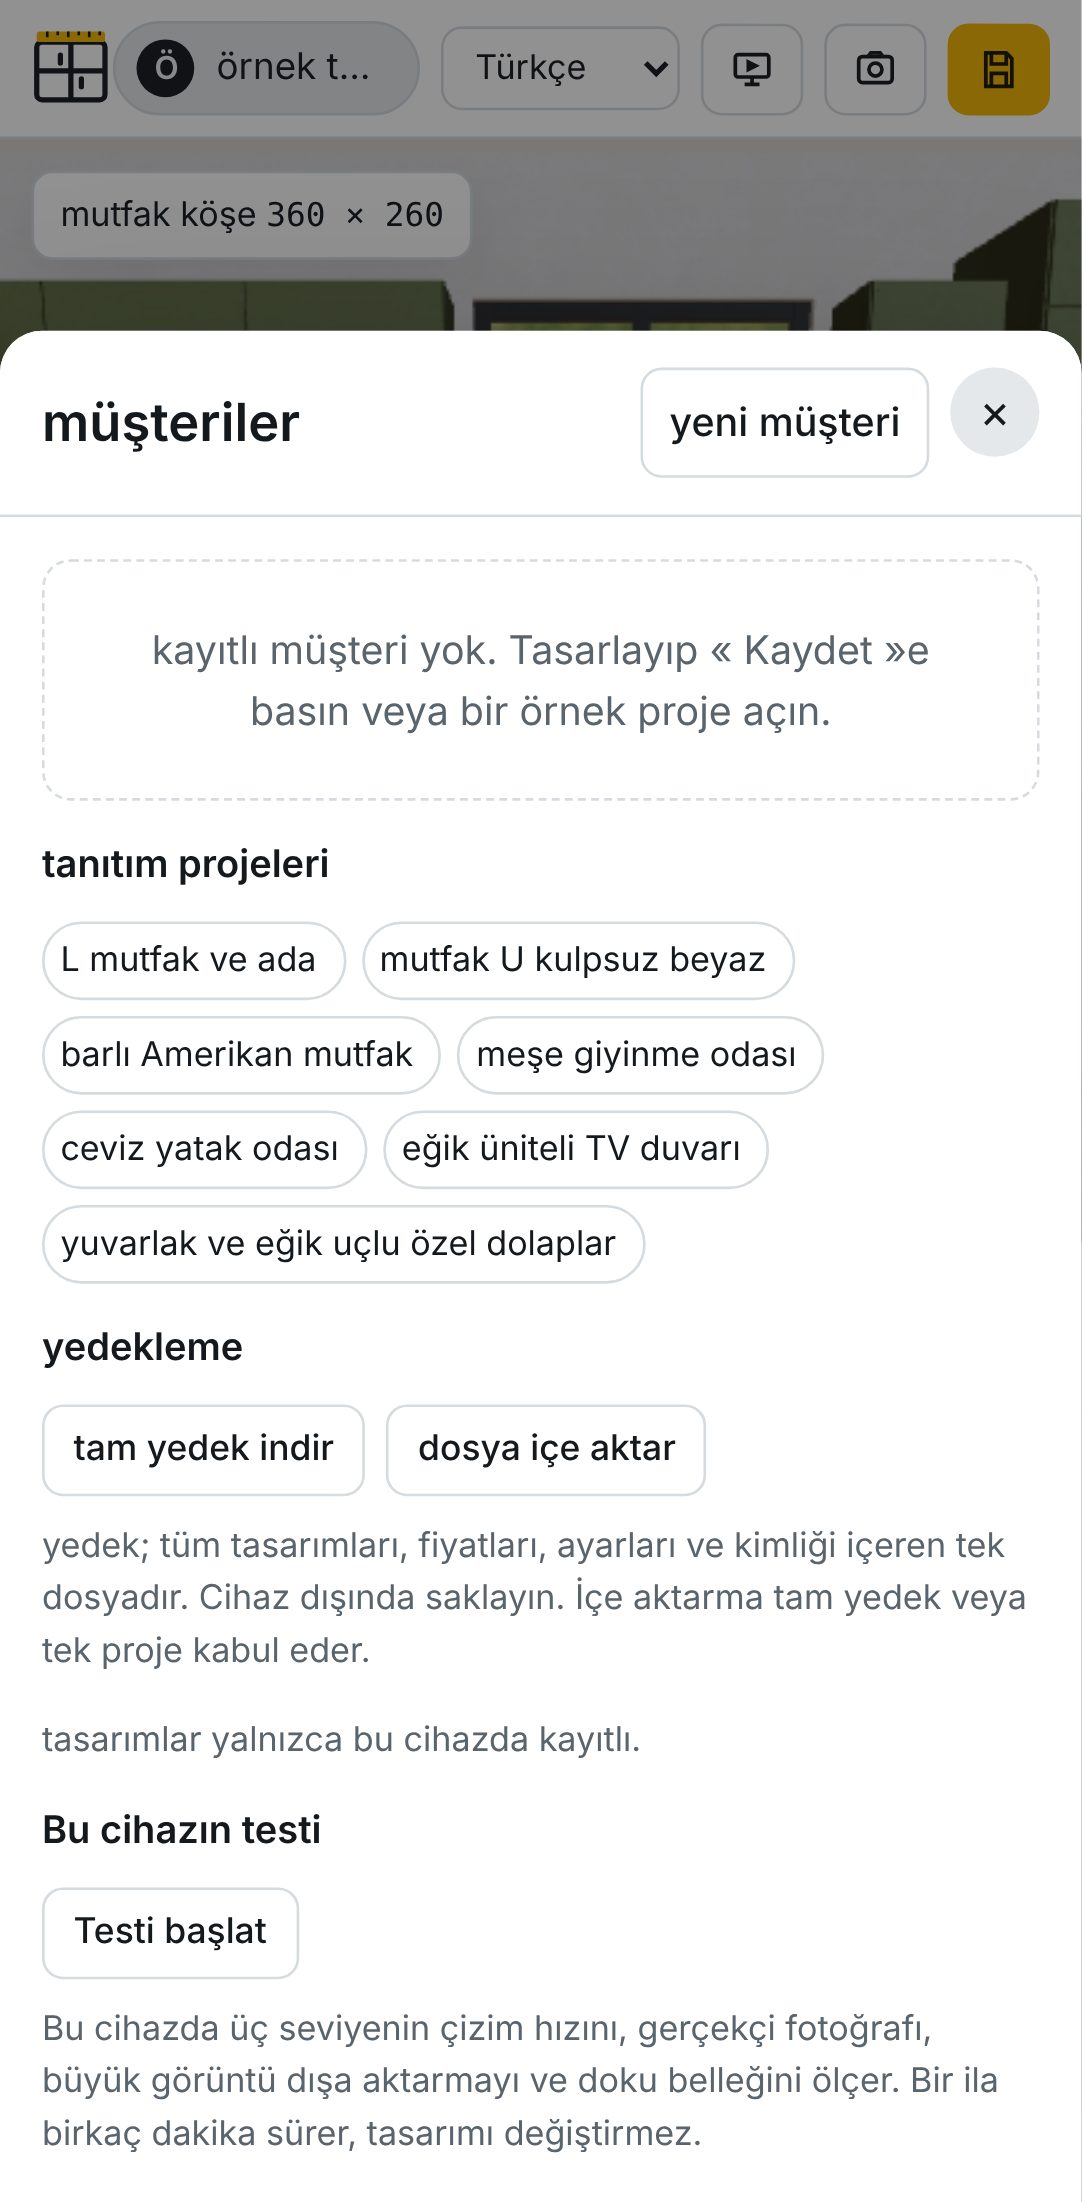 Ö örnek t...
Türkçe
mutfak köşe 360 × 260
müşteriler
yeni müşteri
×
kayıtlı müşteri yok. Tasarlayıp « Kaydet »e
basın veya bir örnek proje açın.
tanıtım projeleri
L mutfak ve ada
mutfak U kulpsuz beyaz
barlı Amerikan mutfak
meşe giyinme odası
ceviz yatak odası
eğik üniteli TV duvarı
yuvarlak ve eğik uçlu özel dolaplar
yedekleme
tam yedek indir
dosya içe aktar
yedek; tüm tasarımları, fiyatları, ayarları ve kimliği içeren tek
dosyadır. Cihaz dışında saklayın. İçe aktarma tam yedek veya
tek proje kabul eder.
tasarımlar yalnızca bu cihazda kayıtlı.
Bu cihazın testi
Testi başlat
Bu cihazda üç seviyenin çizim hızını, gerçekçi fotoğrafı,
büyük görüntü dışa aktarmayı ve doku belleğini ölçer. Bir ila
birkaç dakika sürer, tasarımı değiştirmez.